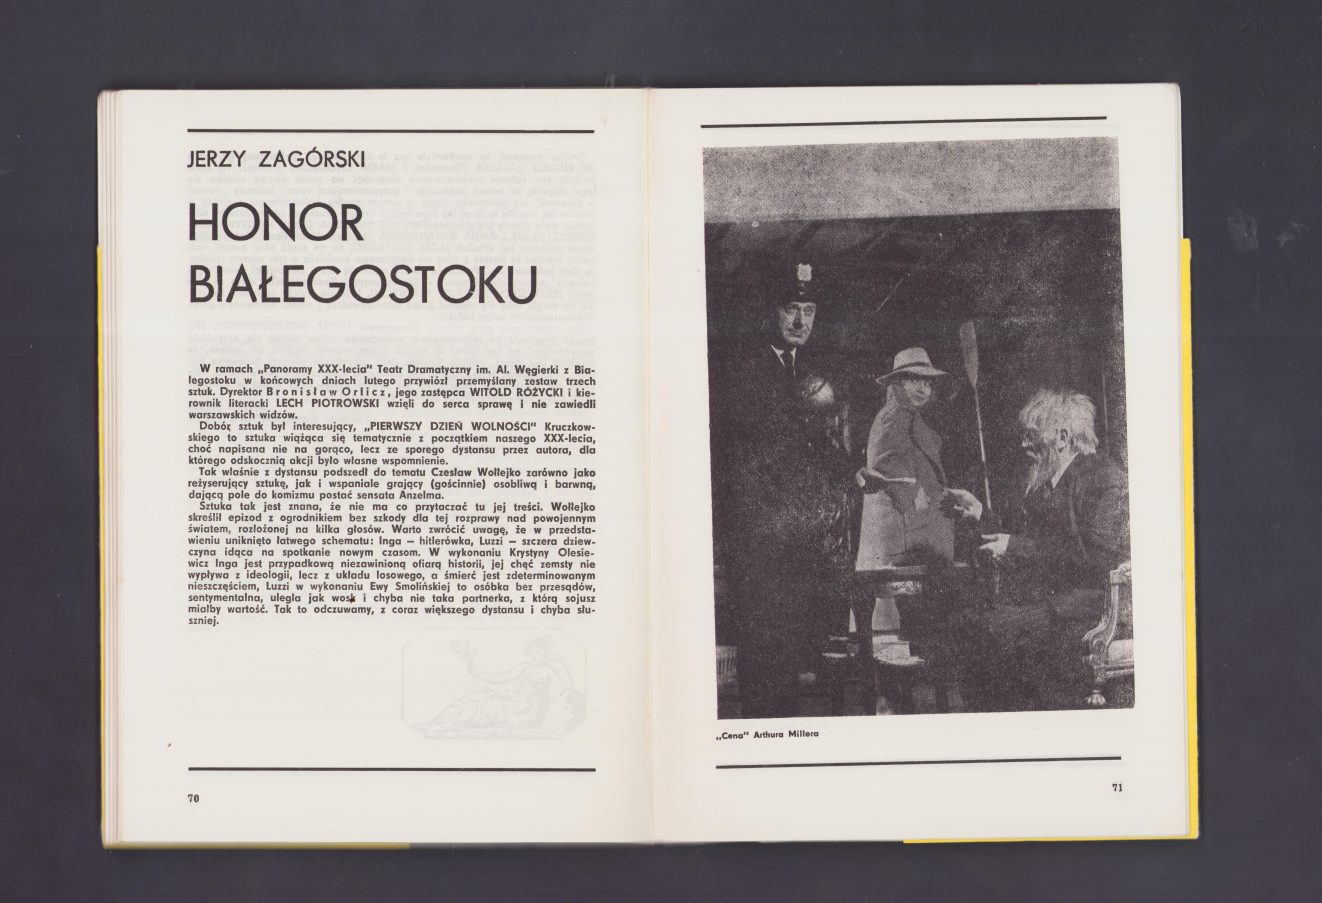 JERZY ZAGÓRSKI
HONOR
BIAŁEGOSTOKU
W ramach „Panoramy XXX-lecia" Teatr Dramatyczny im. Al. Węgierki z Bia-
łegostoku w końcowych dniach lutego przywiózł przemyślany zestaw trzech
sztuk. Dyrektor Bronisław Orlicz, jego zastępca WITOLD RÓŻYCKI i kie-
rownik literacki LECH PIOTROWSKI wzięli do serca sprawę i nie zawiedli
warszawskich widzów.
Dobór sztuk był interesujący, „PIERWSZY DZIEŃ WOLNOŚCI" Kruczkow-
skiego to sztuka wiążąca się tematycznie z początkiem naszego XXX-lecia,
choć napisana nie na gorąco, lecz ze sporego dystansu przez autora, dla
którego odskocznią akcji było własne wspomnienie.
Tak właśnie z dystansu podszedł do tematu Czesław Wołłejko zarówno jako
reżyserujący sztukę, jak i wspaniale grający (gościnnie) osobliwą i barwną,
dającą pole do komizmu postać sensata Anzelma.
Sztuka tak jest znana, że nie ma co przytaczać tu jej treści. Wołłejko
skreślił epizod z ogrodnikiem bez szkody dla tej rozprawy nad powojennym
światem, rozłożonej na kilka głosów. Warto zwrócić uwagę, że w przedsta-
wieniu uniknięto łatwego schematu: Inga — hitlerówka, Luzzi — szczera dziew-
czyna idąca na spotkanie nowym czasom. W wykonaniu Krystyny Olesie-
wicz Inga jest przypadkową niezawinioną ofiarą historii, jej chęć zemsty nie
wypływa z ideologii, lecz z układu losowego, a śmierć jest zdeterminowanym
nieszczęściem, Luzzi w wykonaniu Ewy Smolińskiej to osóbka bez przesądów,
sentymentalna, uległa jak wosk i chyba nie taka partnerka, z którą sojusz
miałby wartość. Tak to odczuwamy, z coraz większego dystansu i chyba słu-
szniej.
70
„Cena" Arthura Millera
71